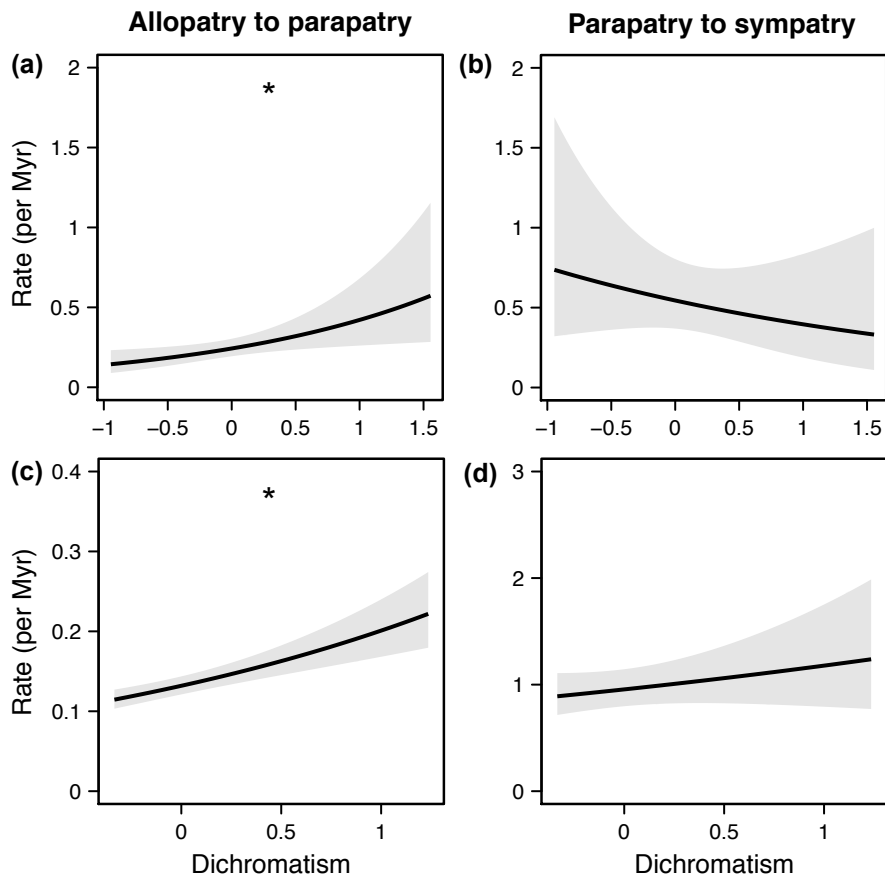 Allopatry to parapatry
Parapatry to sympatry
(a)
*
2
1.5
1
0.5
0
Rate (per Myr)
−1 −0.5 0 0.5 1 1.5
(b)
2
1.5
1
0.5
0
−1 −0.5 0 0.5 1 1.5
(c)
*
0.4
0.3
0.2
0.1
0
Rate (per Myr)
0 0.5 1
Dichromatism
(d)
3
2
1
0
0 0.5 1
Dichromatism